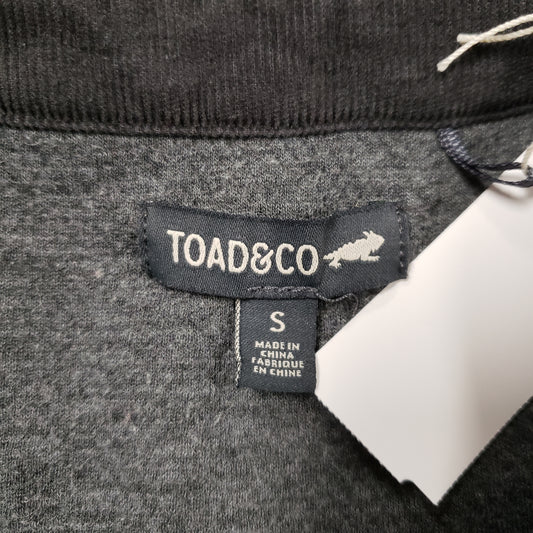 TOAD&CO
S
MADE IN
CHINA
FABRIQUE
EN CHINE